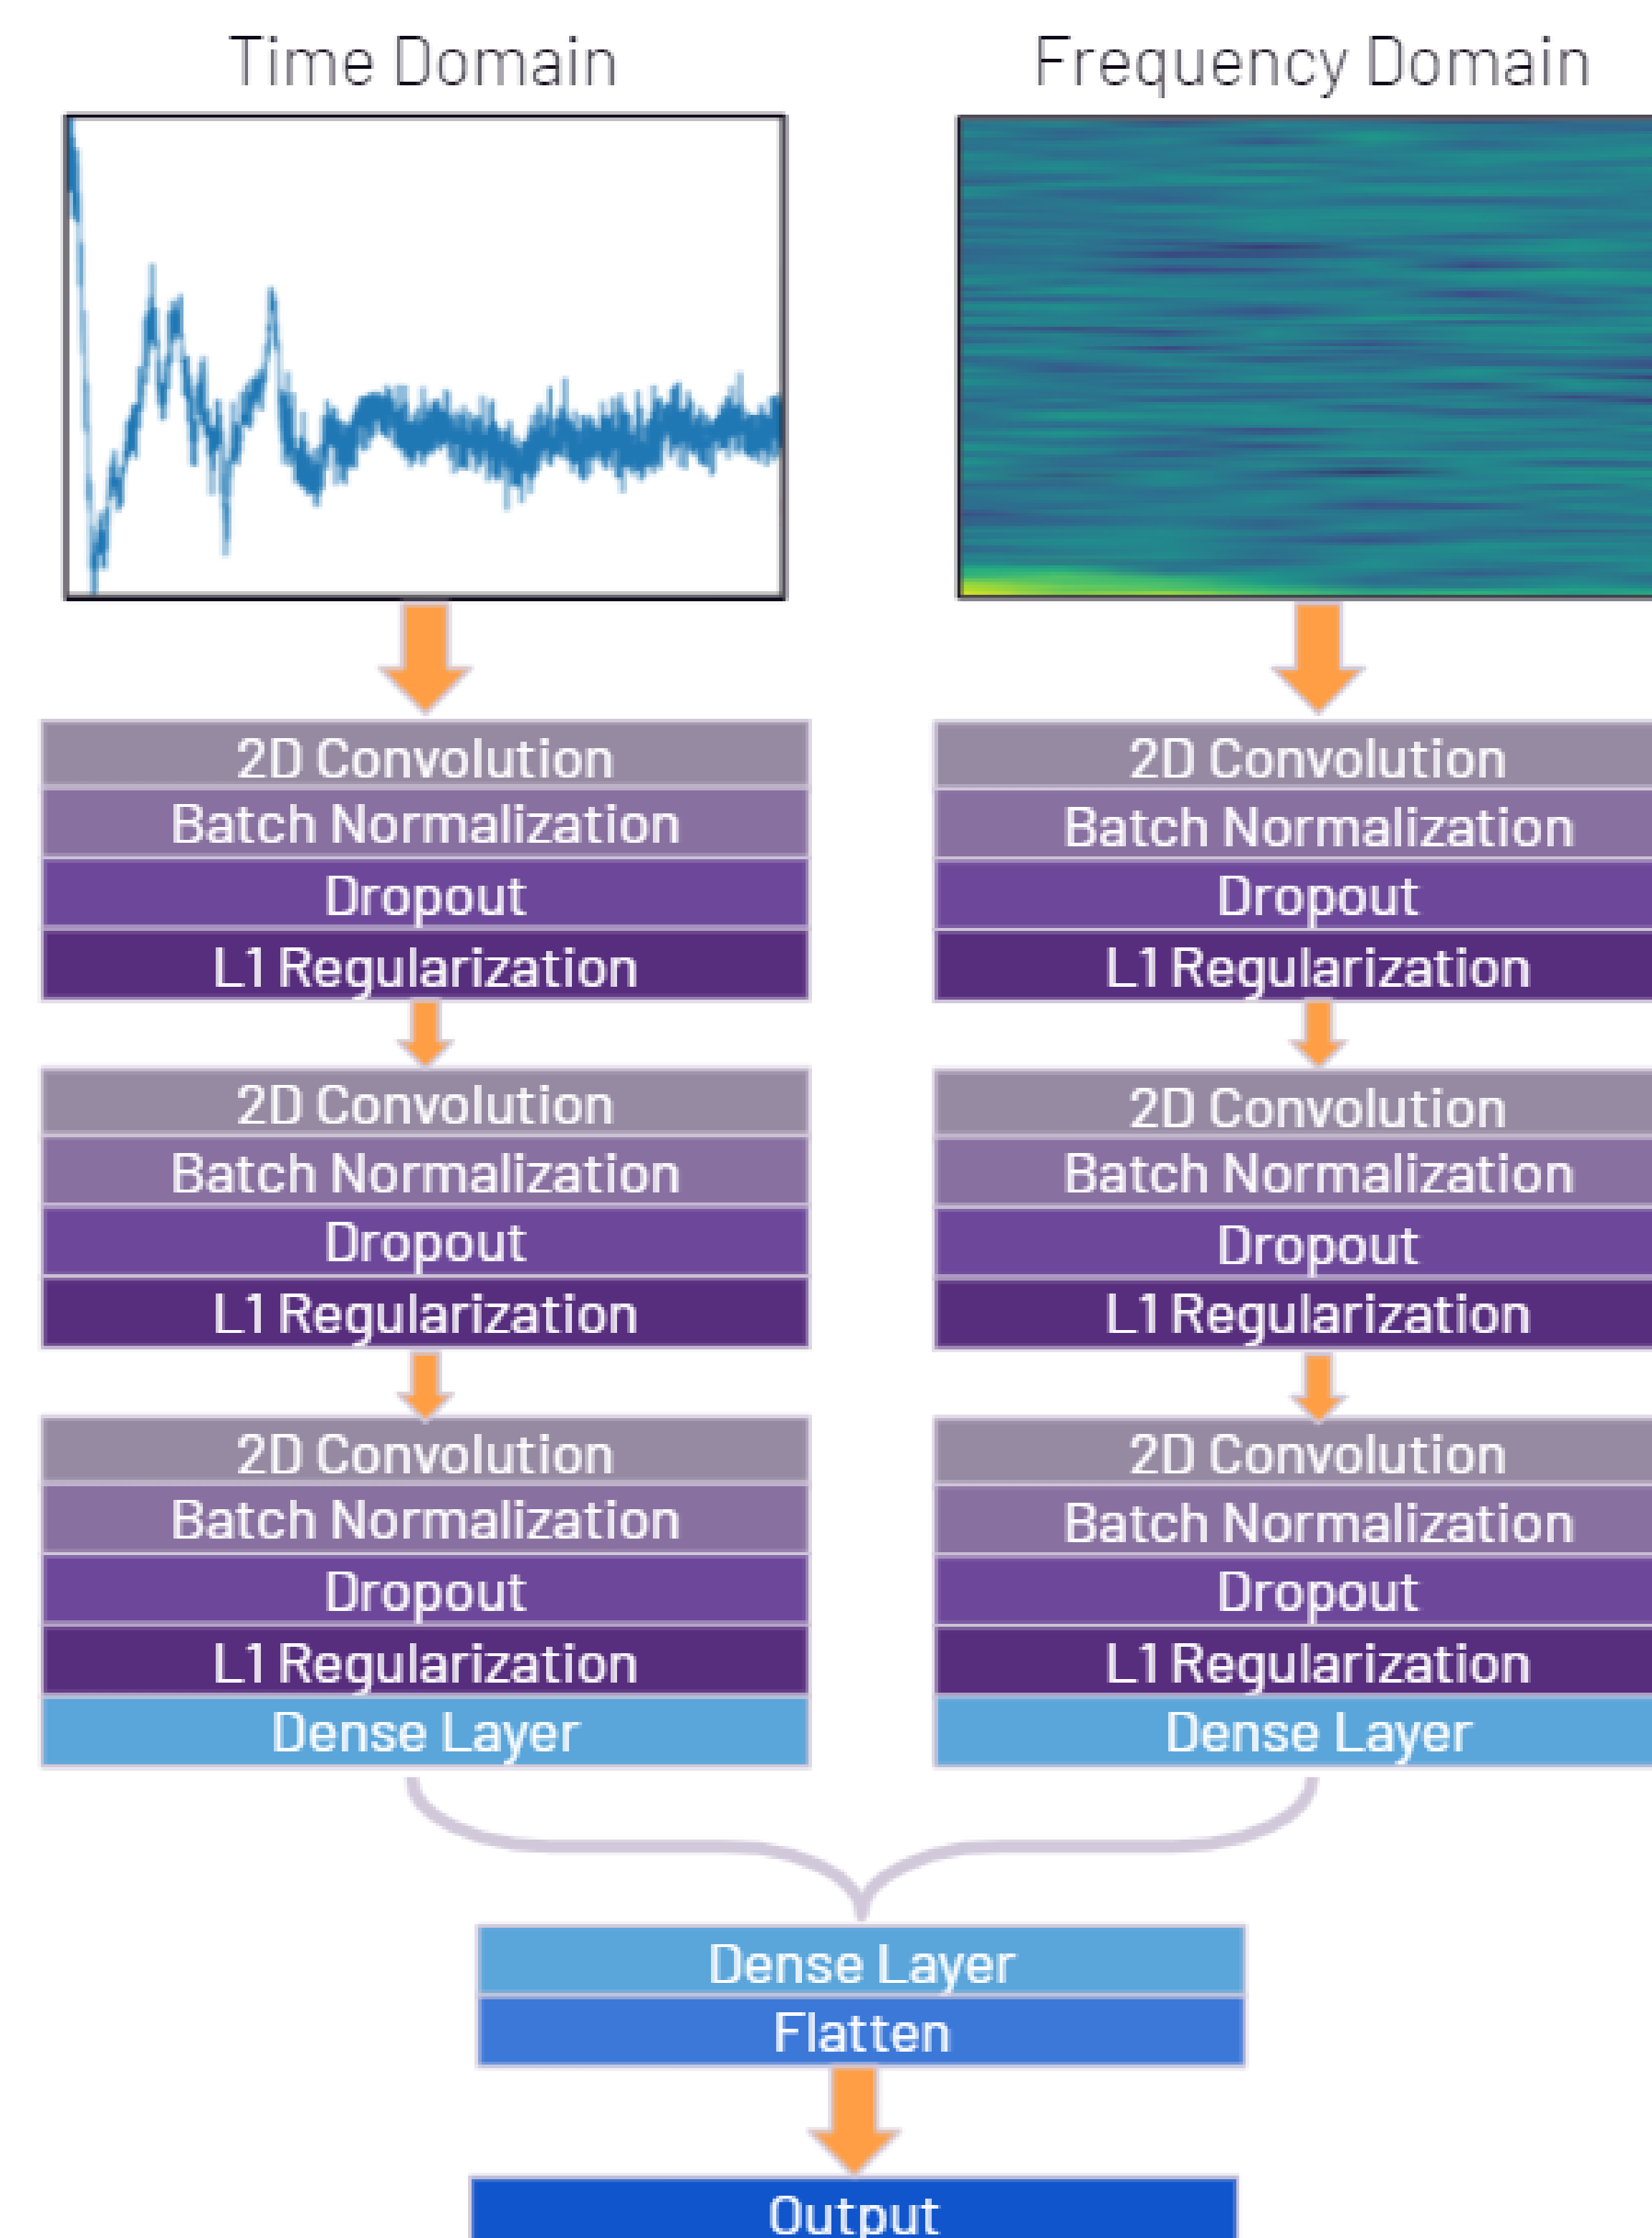 Time Domain
Frequency Domain
2D Convolution
Batch Normalization
Dropout
L1 Regularization
2D Convolution
Batch Normalization
Dropout
L1 Regularization
2D Convolution
Batch Normalization
Dropout
L1 Regularization
Dense Layer
2D Convolution
Batch Normalization
Dropout
L1 Regularization
2D Convolution
Batch Normalization
Dropout
L1 Regularization
2D Convolution
Batch Normalization
Dropout
L1 Regularization
Dense Layer
Dense Layer
Flatten
Output